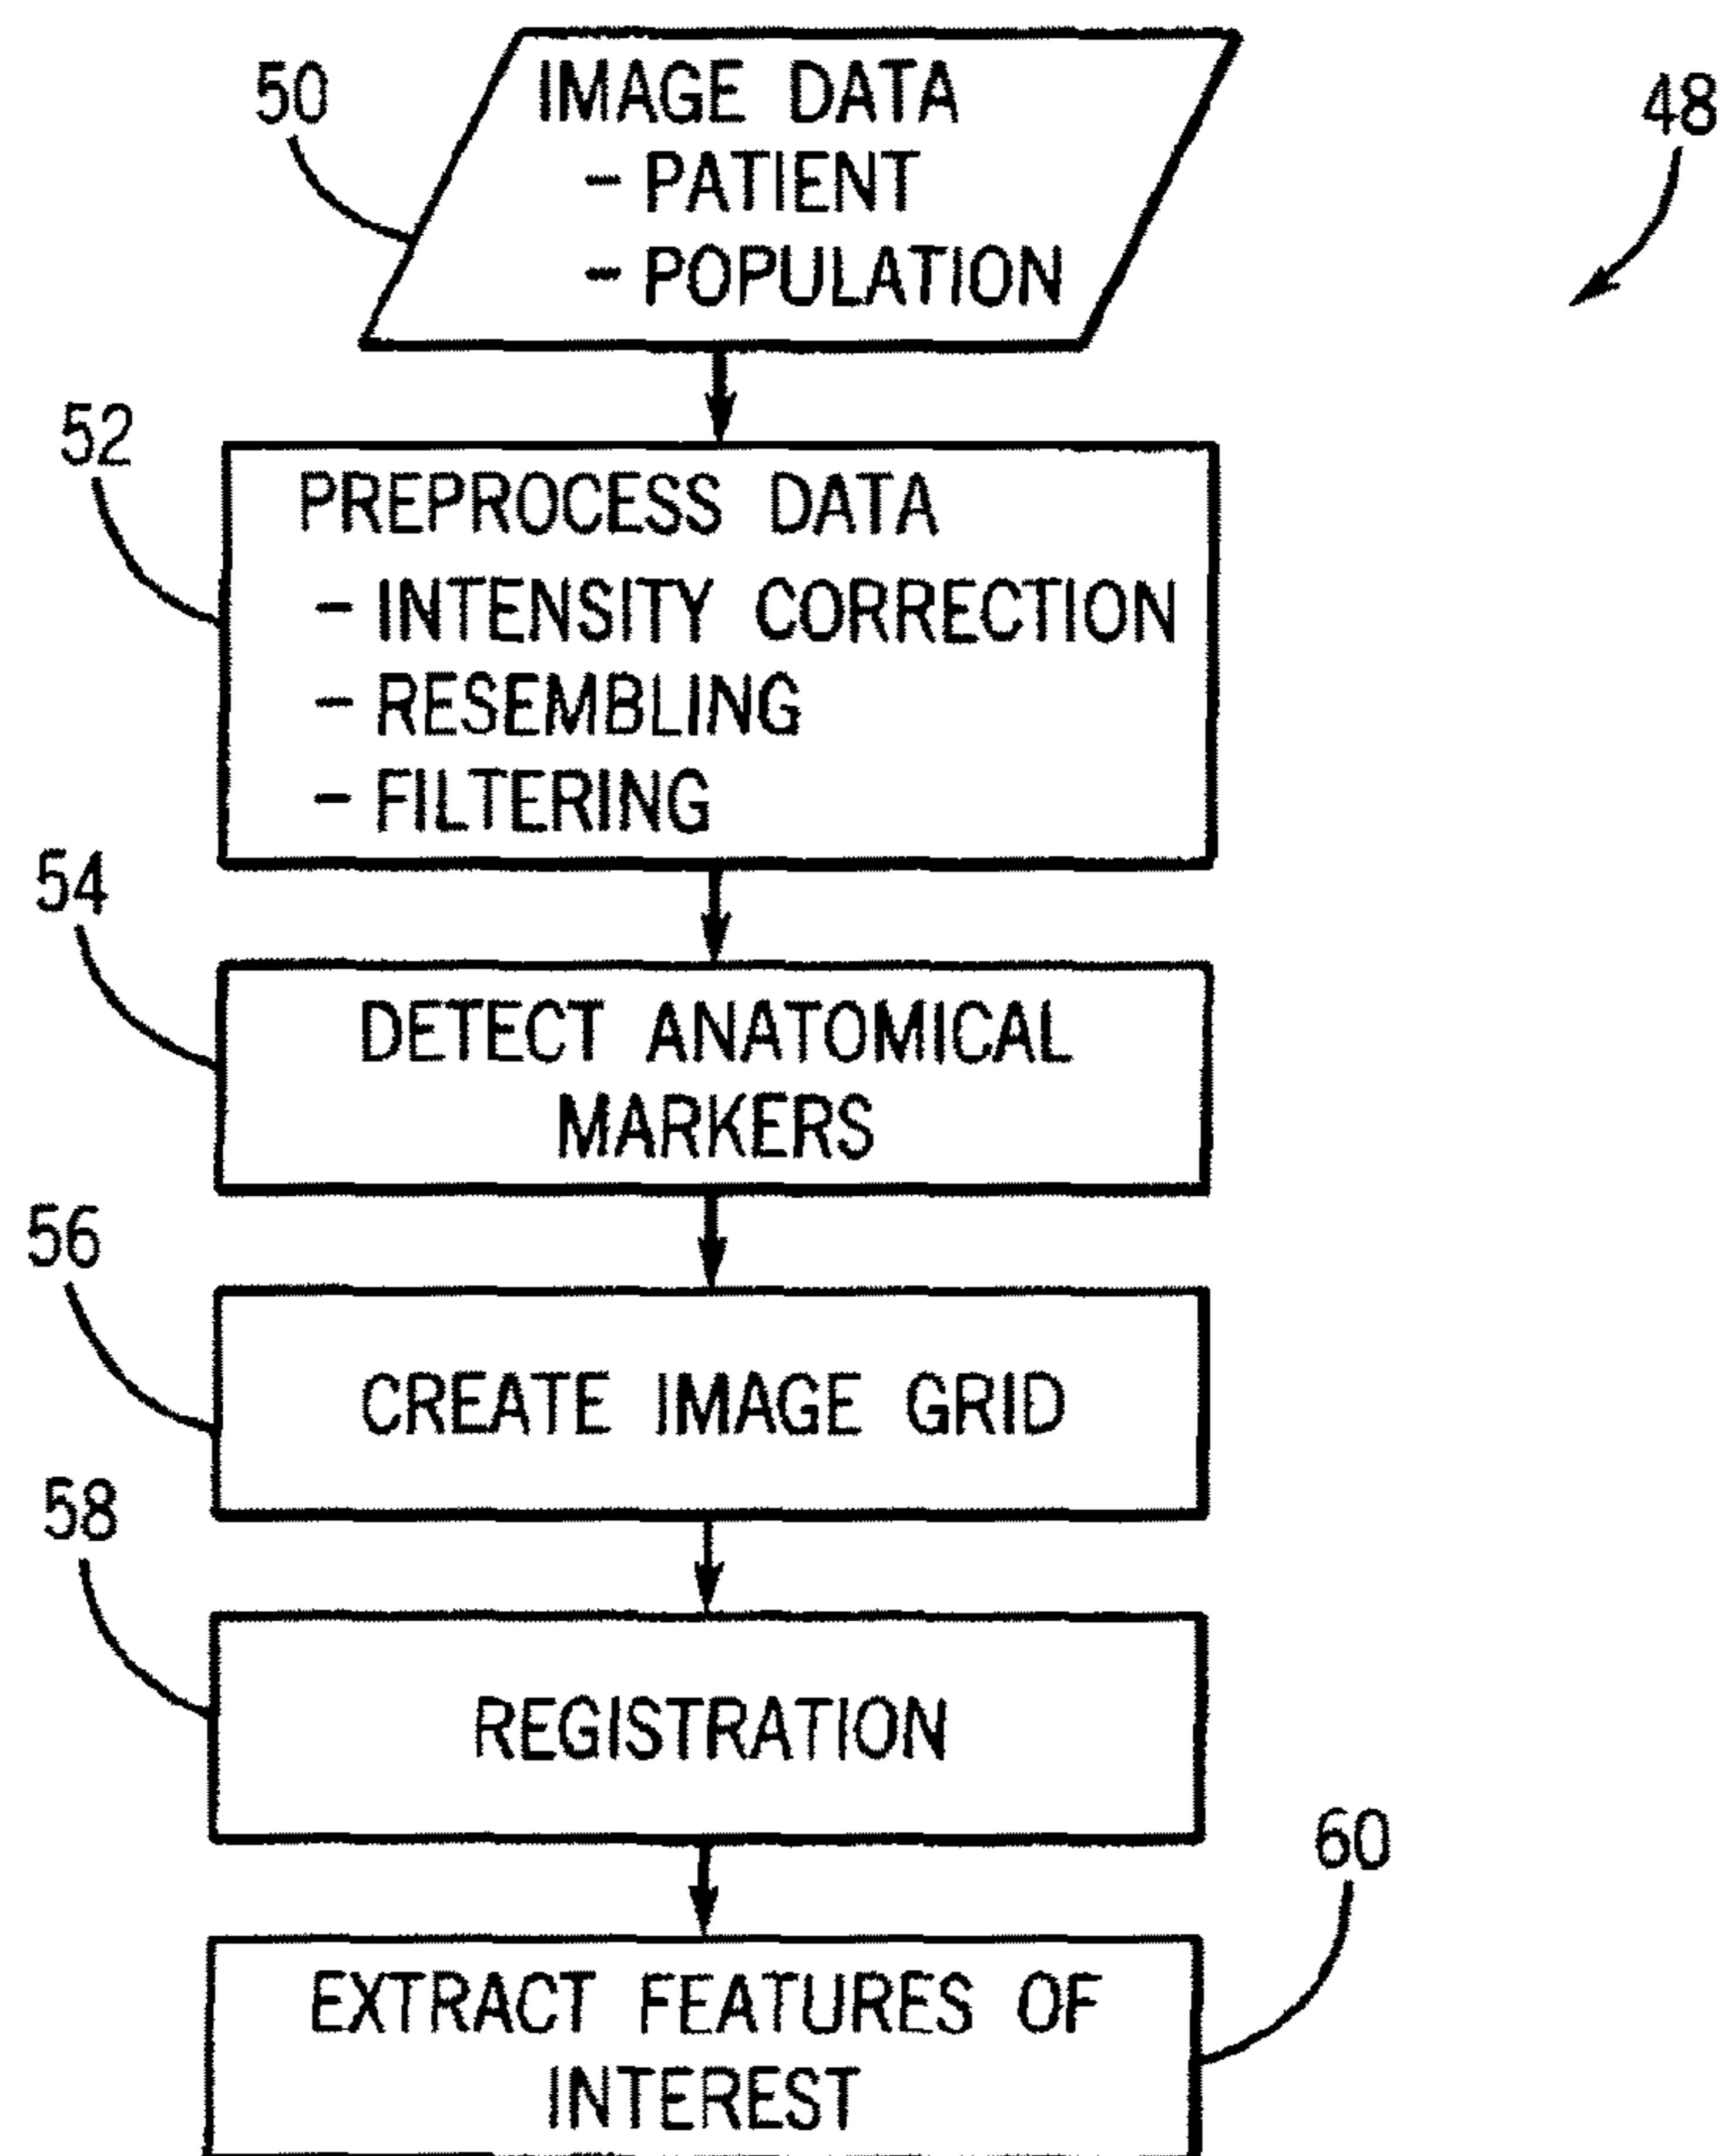 50
IMAGE DATA
- PATIENT
- POPULATION
48
52
PREPROCESS DATA
- INTENSITY CORRECTION
- RESEMBLING
- FILTERING
54
DETECT ANATOMICAL
MARKERS
56
CREATE IMAGE GRID
58
REGISTRATION
60
EXTRACT FEATURES OF
INTEREST